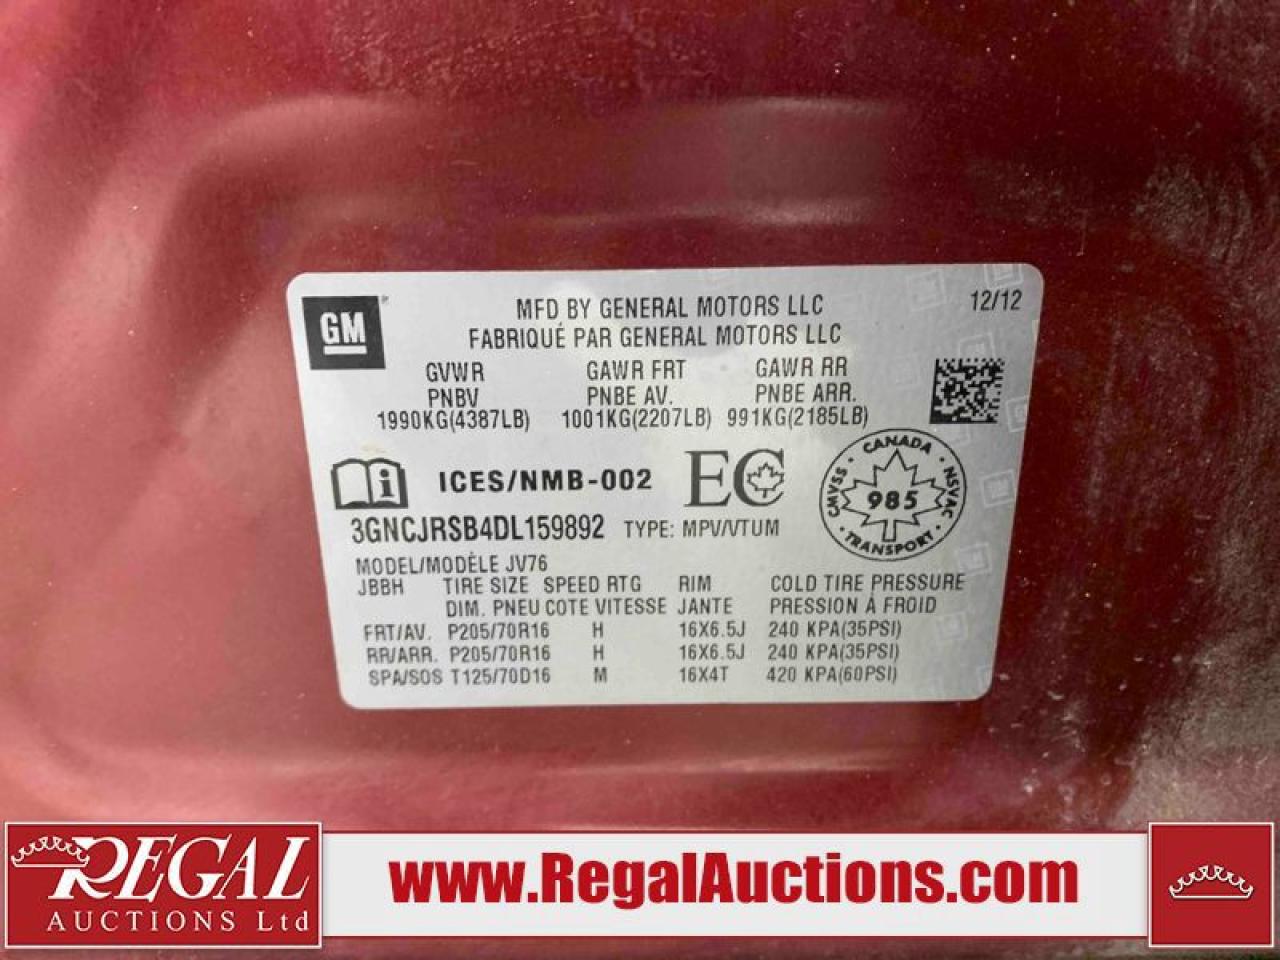 GM
MFD BY GENERAL MOTORS LLC 12/12
FABRIQUÉ PAR GENERAL MOTORS LLC
GVWR GAWR FRT GAWR RR
PNBV PNBE AV. PNBE ARR.
1990KG(4387LB) 1001KG(2207LB) 991KG(2185LB)
i ICES/NMB-002 EC
CANADA
CMVSS 985 NSVAC
TRANSPORT
3GNCJRSB4DL159892 TYPE: MPV/VTUM
MODEL/MODÈLE JV76
JBBH TIRE SIZE SPEED RTG RIM COLD TIRE PRESSURE
DIM. PNEU COTE VITESSE JANTE PRESSION À FROID
FRT/AV. P205/70R16 H 16X6.5J 240 KPA(35PSI)
RR/ARR. P205/70R16 H 16X6.5J 240 KPA(35PSI)
SPA/SOS T125/70D16 M 16X4T 420 KPA(60PSI)
REGAL
AUCTIONS Ltd
www.RegalAuctions.com